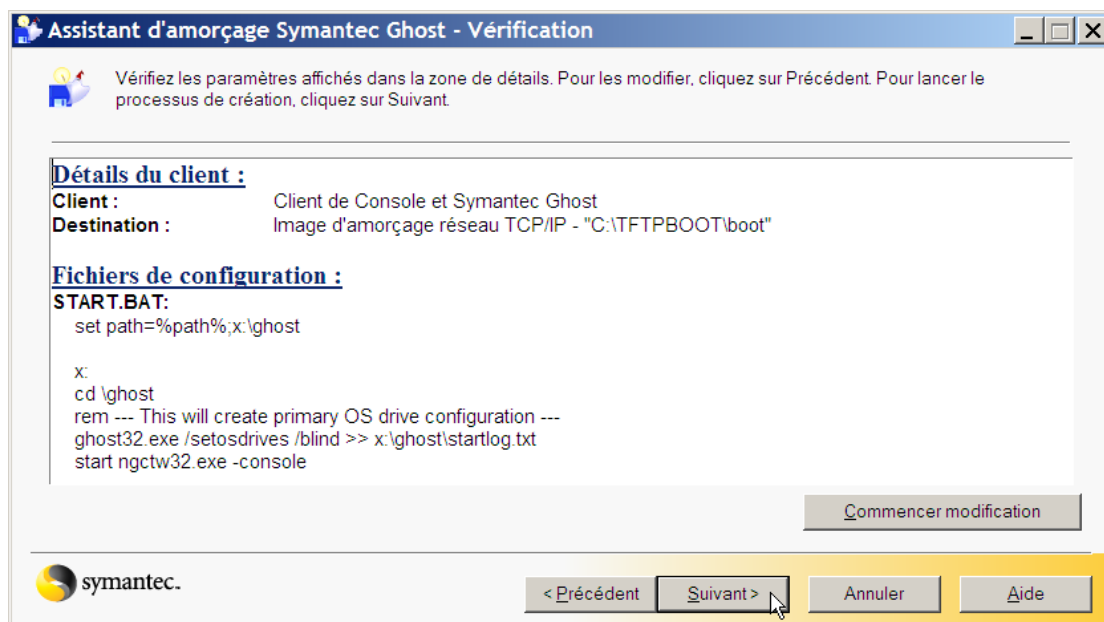 Assistant d'amorçage Symantec Ghost - Vérification
Vérifiez les paramètres affichés dans la zone de détails. Pour les modifier, cliquez sur Précédent. Pour lancer le
processus de création, cliquez sur Suivant.
Détails du client :
Client : Client de Console et Symantec Ghost
Destination : Image d'amorçage réseau TCP/IP - "C:\TFTPBOOT\boot"
Fichiers de configuration :
START.BAT:
set path=%path%;x:\ghost
x:
cd \ghost
rem --- This will create primary OS drive configuration ---
ghost32.exe /setosdrives /blind >> x:\ghost\startlog.txt
start ngctw32.exe -console
Commencer modification
symantec.
< Précédent Suivant > Annuler Aide